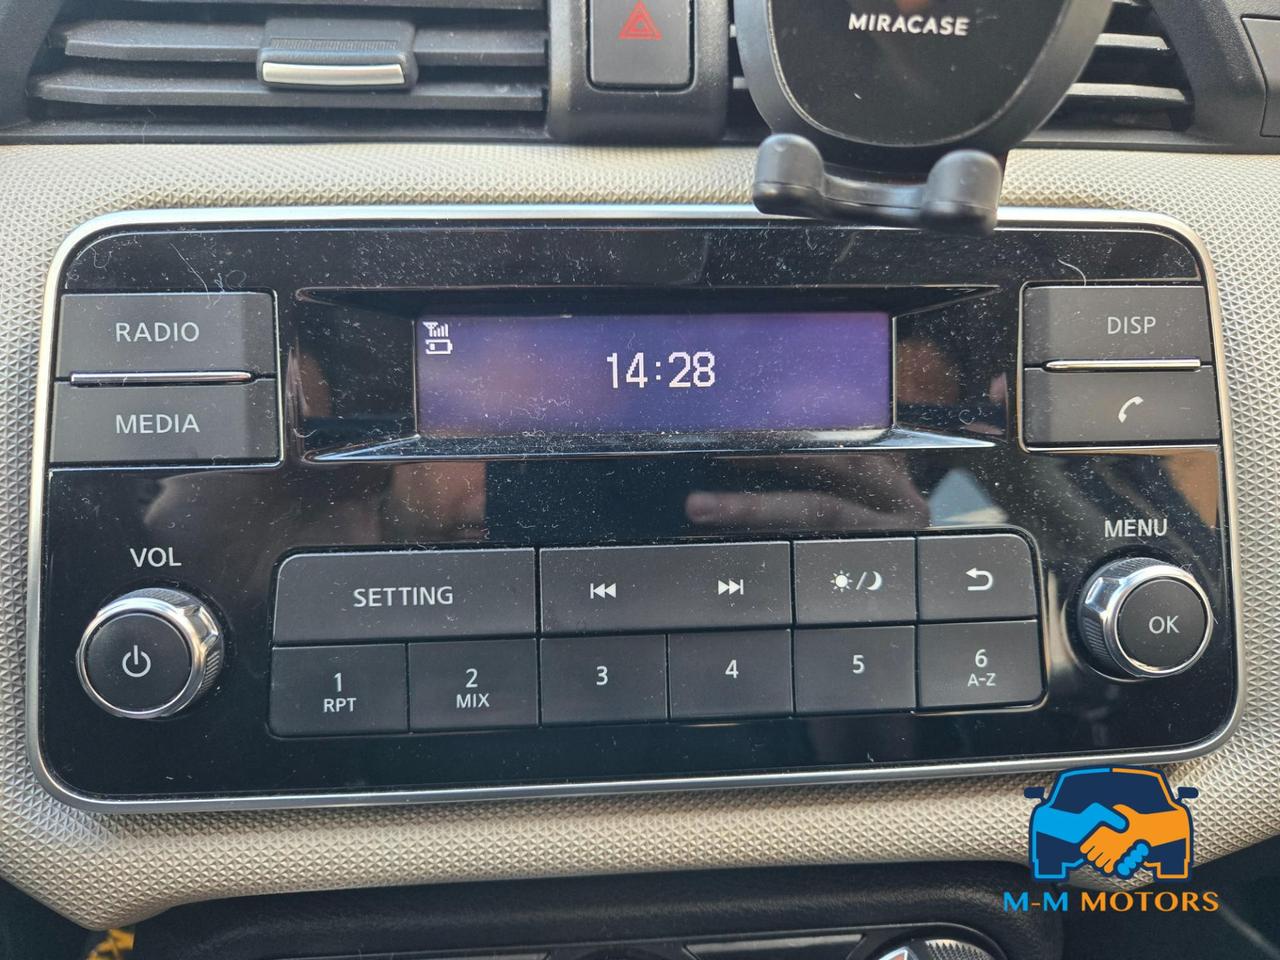 MIRACASE
RADIO
MEDIA
14:28
DISP
VOL
MENU
SETTING
OK
1
RPT
2
MIX
3
4
5
6
A-Z
M-M MOTORS